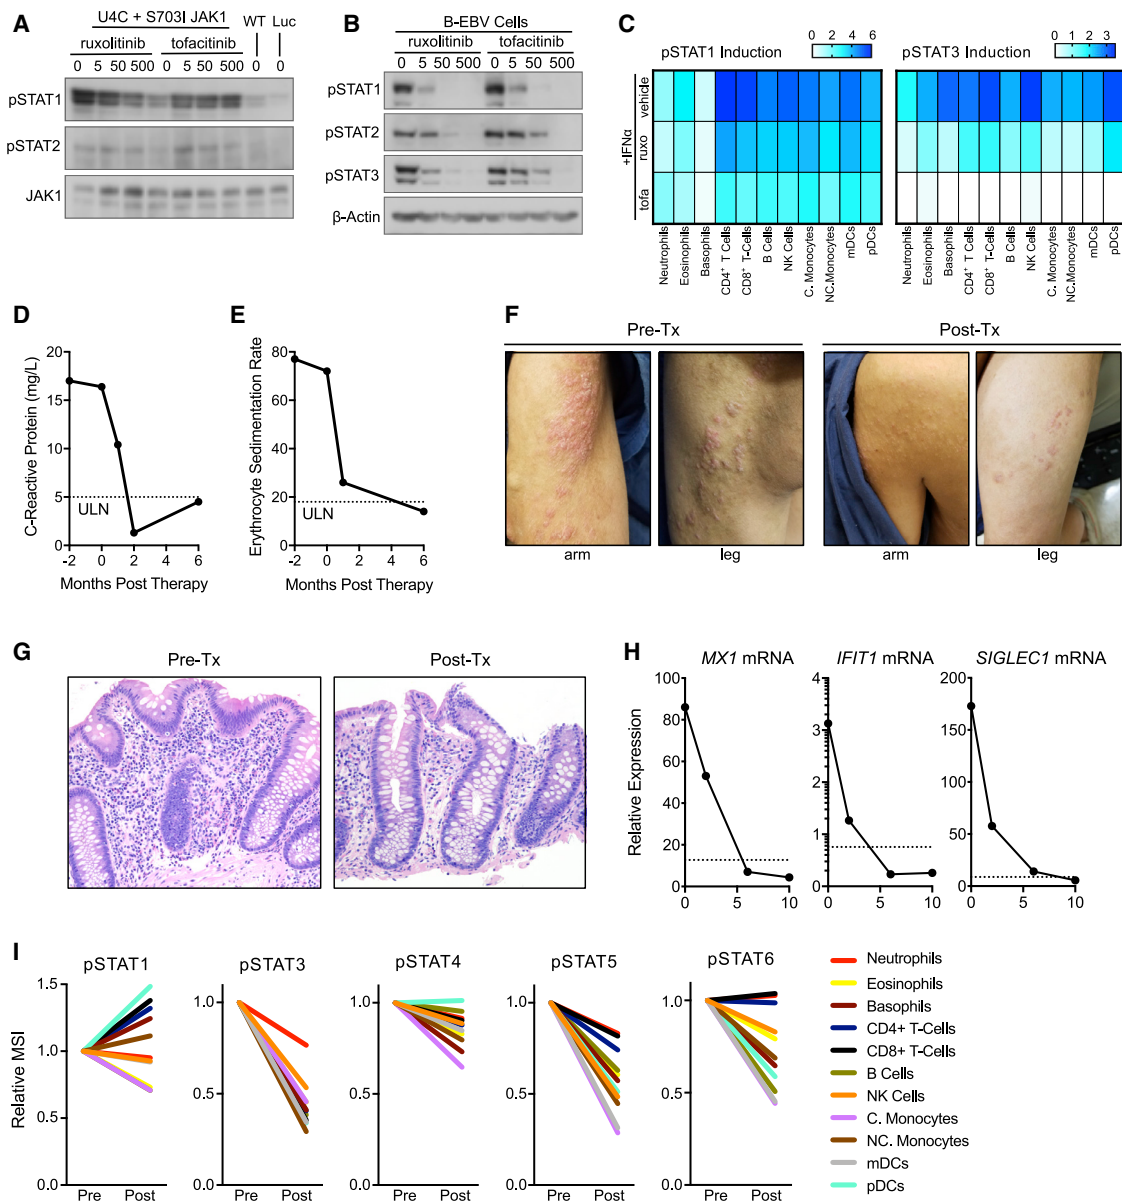 A
U4C + S703I JAK1
WT Luc
ruxolitinib tofacitinib
0 5 50 500 0 5 50 500 0 0
pSTAT1
pSTAT2
JAK1
B
B-EBV Cells
ruxolitinib tofacitinib
0 5 50 500 0 5 50 500
pSTAT1
pSTAT2
pSTAT3
β-Actin
C
pSTAT1 Induction
0 2 4 6
pSTAT3 Induction
0 1 2 3
+IFNα
vehicle
ruxo
tofa
Neutrophils
Eosinophils
Basophils
CD4⁺ T Cells
CD8⁺ T-Cells
B Cells
NK Cells
C. Monocytes
NC.Monocytes
mDCs
pDCs
Neutrophils
Eosinophils
Basophils
CD4⁺ T Cells
CD8⁺ T-Cells
B Cells
NK Cells
C. Monocytes
NC.Monocytes
mDCs
pDCs
D
C-Reactive Protein (mg/L)
20
15
10
5
0
ULN
-2 0 2 4 6
Months Post Therapy
E
Erythrocyte Sedimentation Rate
80
60
40
20
0
ULN
-2 0 2 4 6
Months Post Therapy
F
Pre-Tx Post-Tx
arm leg arm leg
G
Pre-Tx Post-Tx
H
MX1 mRNA IFIT1 mRNA SIGLEC1 mRNA
Relative Expression
100
80
60
40
20
0
0 5 10
4
3
2
1
0
0 5 10
200
150
100
50
0
0 5 10
I
pSTAT1 pSTAT3 pSTAT4 pSTAT5 pSTAT6
Relative MSI
1.5
1.0
0.5
0.0
Pre Post
1.0
0.5
0.0
Pre Post
1.0
0.5
0.0
Pre Post
1.0
0.5
0.0
Pre Post
1.0
0.5
0.0
Pre Post
Neutrophils
Eosinophils
Basophils
CD4+ T-Cells
CD8+ T-Cells
B Cells
NK Cells
C. Monocytes
NC. Monocytes
mDCs
pDCs